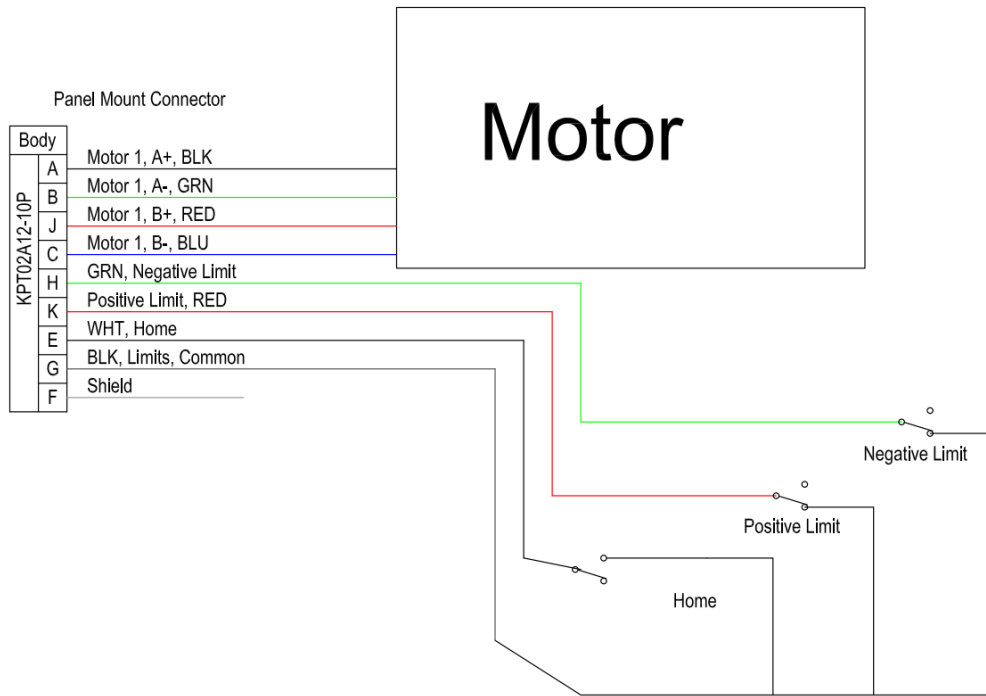 Motor
Panel Mount Connector
Body
KPT02A12-10P
A Motor 1, A+, BLK
B Motor 1, A-, GRN
J Motor 1, B+, RED
C Motor 1, B-, BLU
H GRN, Negative Limit
K Positive Limit, RED
E WHT, Home
G BLK, Limits, Common
F Shield
Negative Limit
Positive Limit
Home